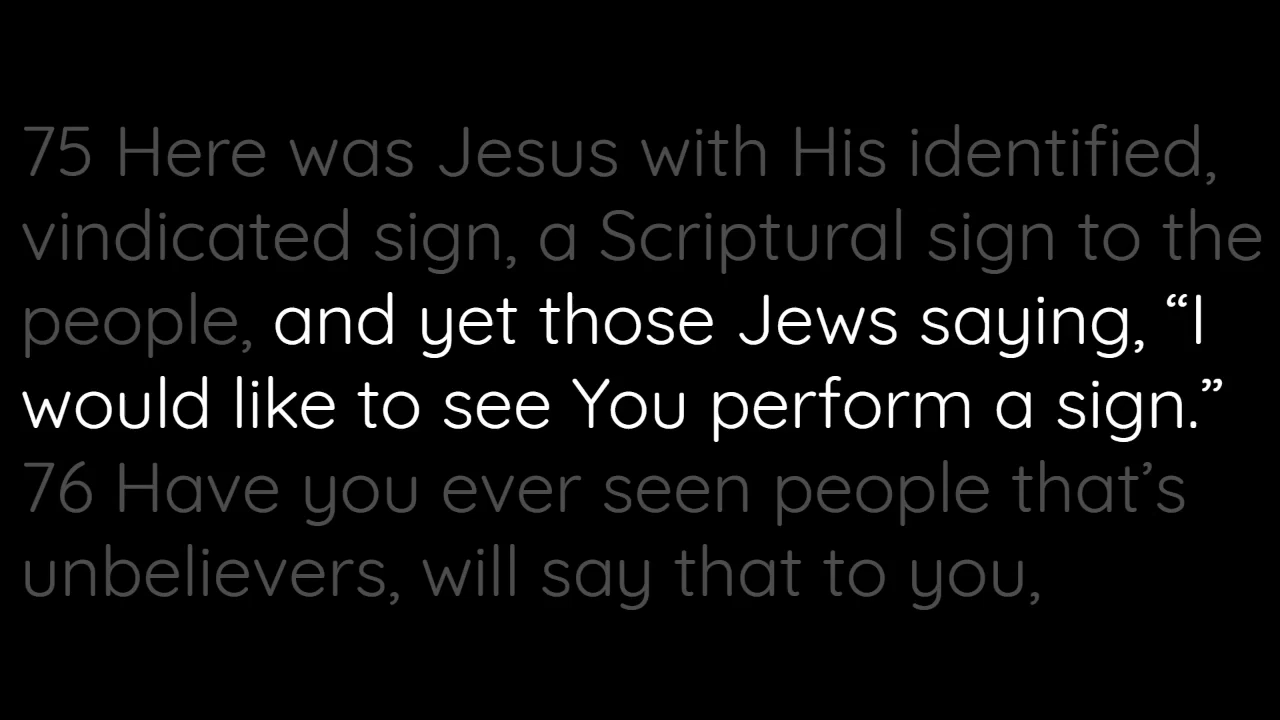 75 Here was Jesus with His identified,
vindicated sign, a Scriptural sign to the
people, and yet those Jews saying, “I
would like to see You perform a sign.”
76 Have you ever seen people that’s
unbelievers, will say that to you,